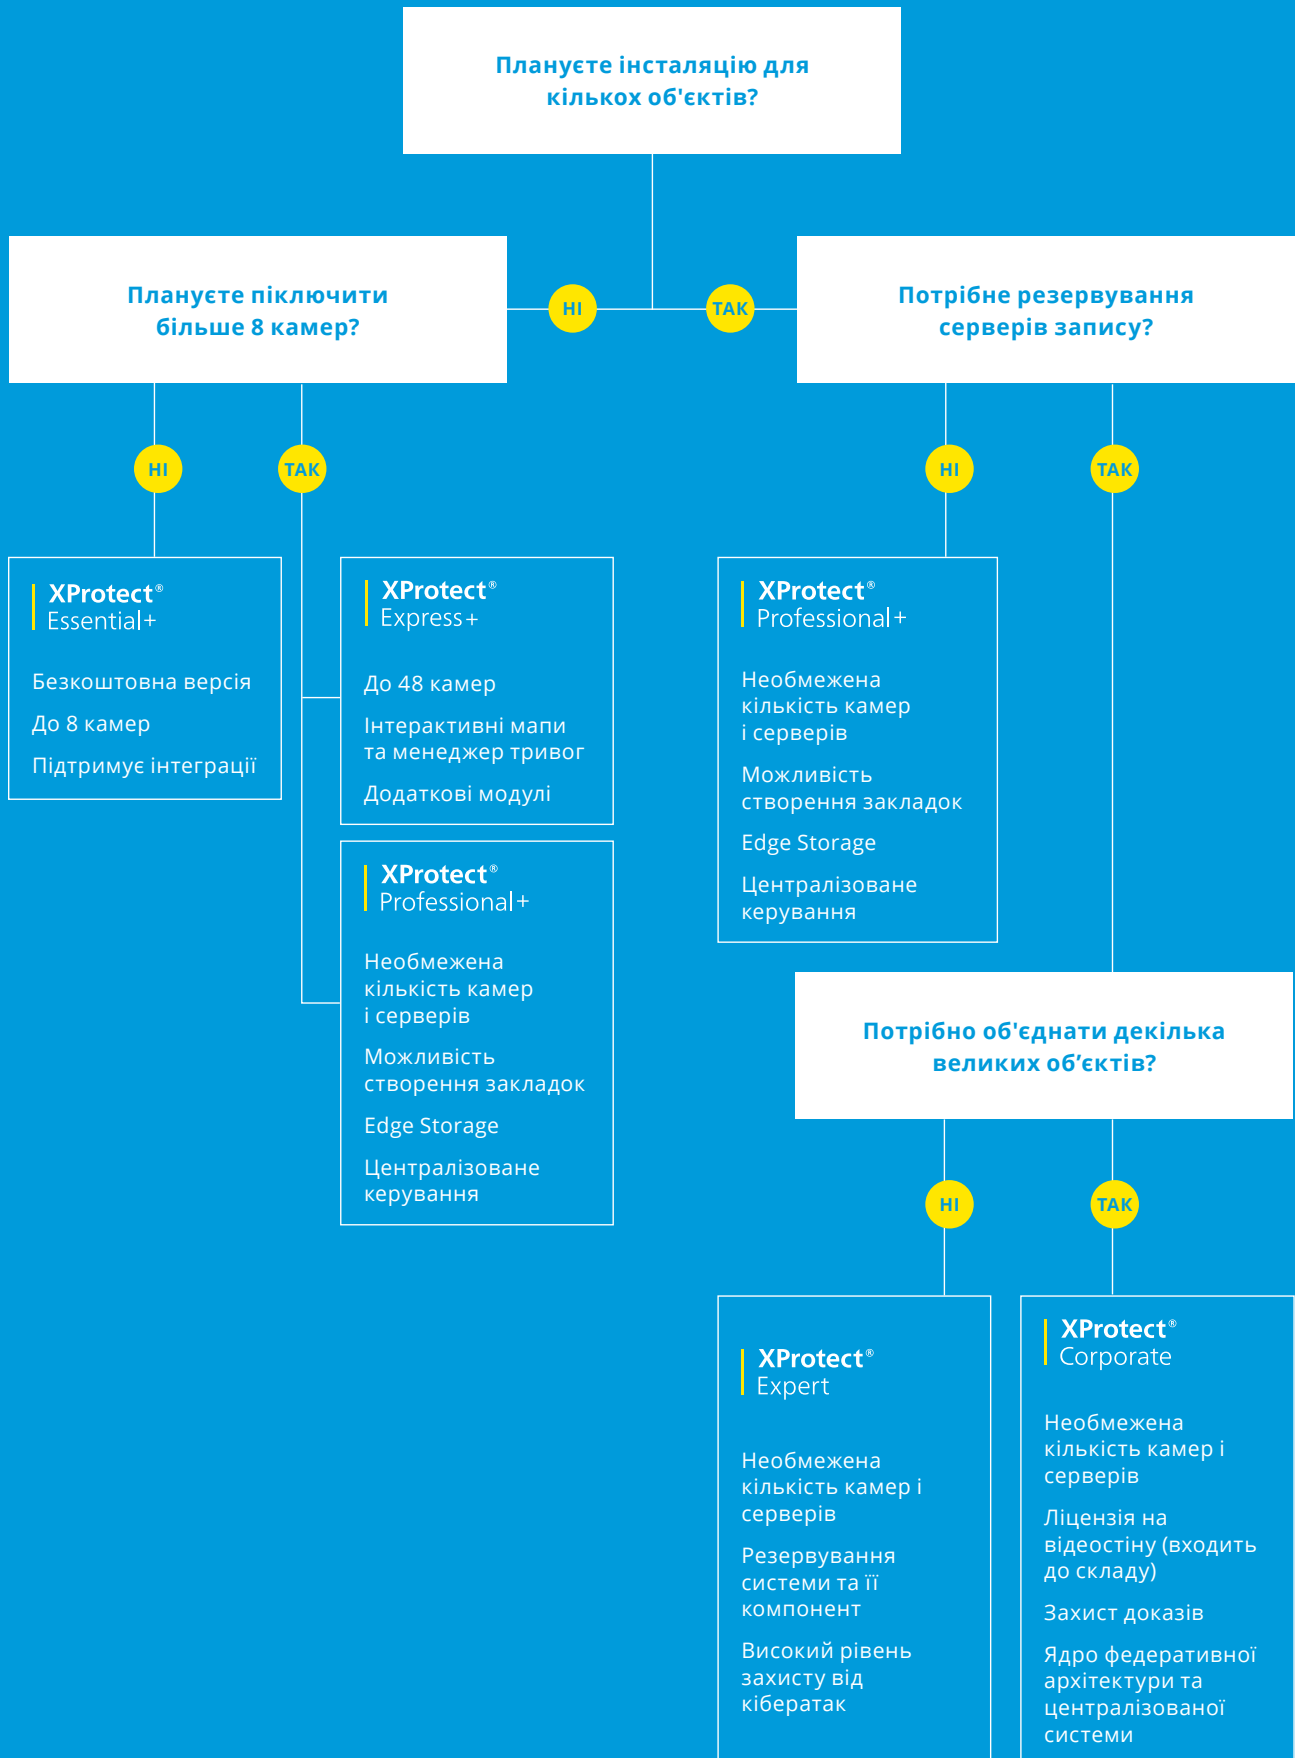 Плануєте інсталяцію для
кількох об'єктів?
Плануєте піключити
більше 8 камер?
НІ
ТАК
Потрібне резервування
серверів запису?
НІ
ТАК
НІ
ТАК
XProtect®
Essential+
Безкоштовна версія
До 8 камер
Підтримує інтеграції
XProtect®
Express+
До 48 камер
Інтерактивні мапи
та менеджер тривог
Додаткові модулі
XProtect®
Professional+
Необмежена
кількість камер
і серверів
Можливість
створення закладок
Edge Storage
Централізоване
керування
XProtect®
Professional+
Необмежена
кількість камер
і серверів
Можливість
створення закладок
Edge Storage
Централізоване
керування
Потрібно об'єднати декілька
великих об’єктів?
НІ
ТАК
XProtect®
Expert
Необмежена
кількість камер і
серверів
Резервування
системи та її
компонент
Високий рівень
захисту від
кібератак
XProtect®
Corporate
Необмежена
кількість камер і
серверів
Ліцензія на
відеостіну (входить
до складу)
Захист доказів
Ядро федеративної
архітектури та
централізованої
системи